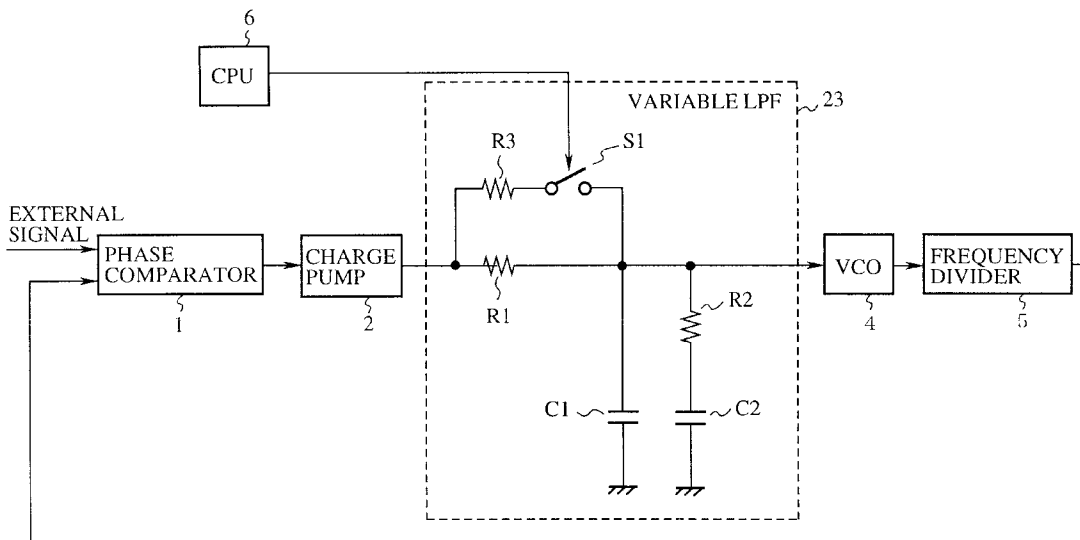 6
CPU
VARIABLE LPF
23
R3
S1
EXTERNAL
SIGNAL
PHASE
COMPARATOR
1
CHARGE
PUMP
2
R1
R2
VCO
4
FREQUENCY
DIVIDER
5
C1
C2